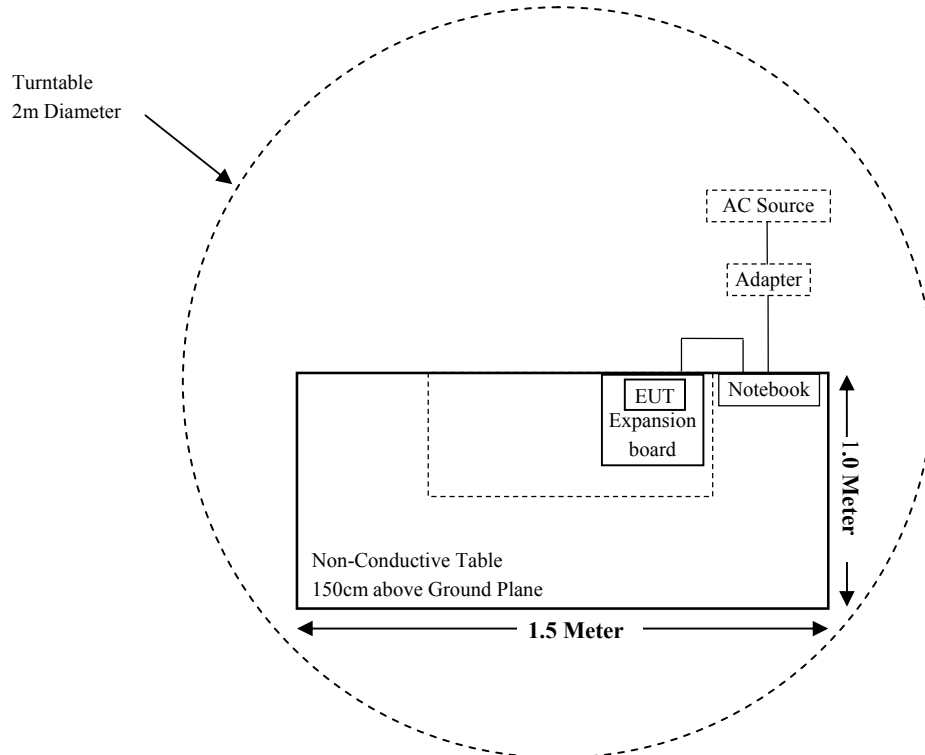 Turntable
2m Diameter
AC Source
Adapter
Notebook
EUT
Expansion
board
1.0 Meter
Non-Conductive Table
150cm above Ground Plane
1.5 Meter